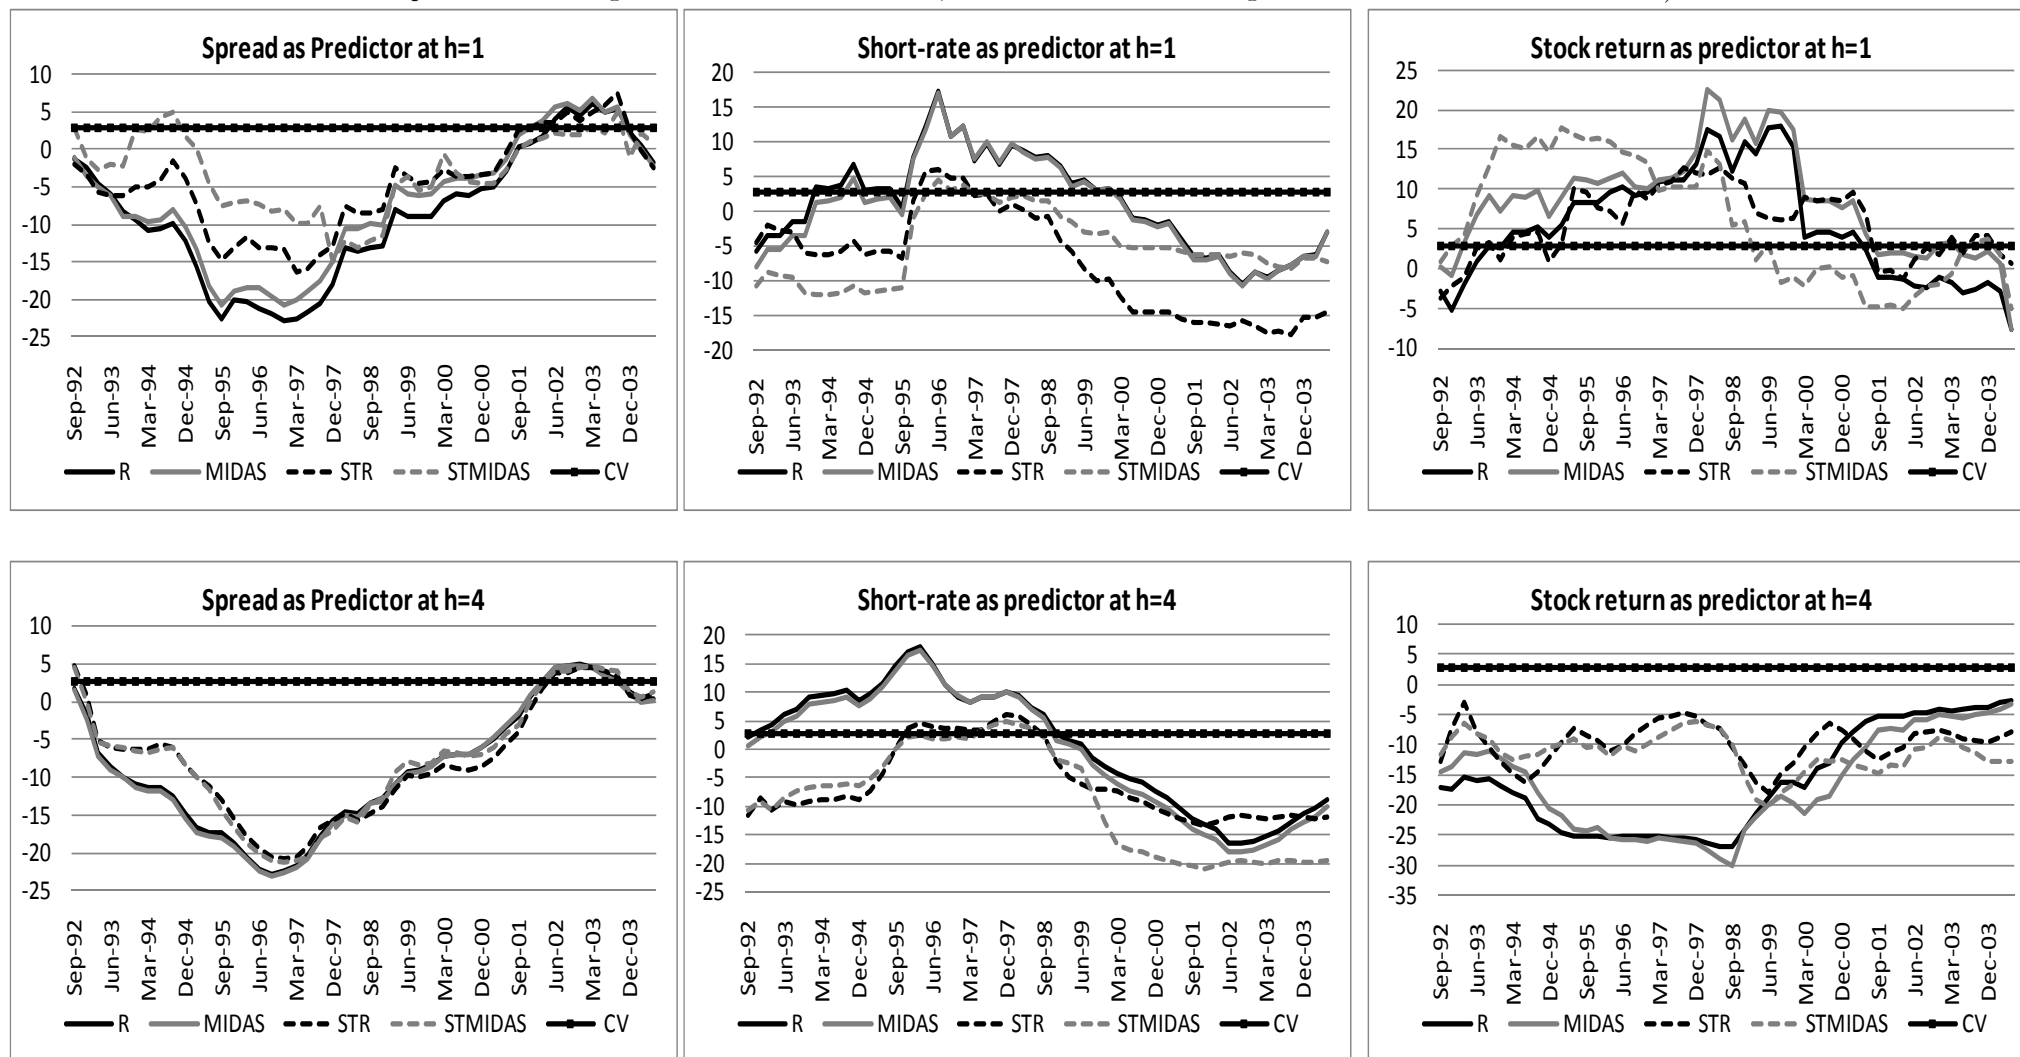 Spread as Predictor at h=1
10
5
0
-5
-10
-15
-20
-25
Sep-92
Jun-93
Mar-94
Dec-94
Sep-95
Jun-96
Mar-97
Dec-97
Sep-98
Jun-99
Mar-00
Dec-00
Sep-01
Jun-02
Mar-03
Dec-03
R MIDAS STR STMIDAS CV
Short-rate as predictor at h=1
20
15
10
5
0
-5
-10
-15
-20
Sep-92
Jun-93
Mar-94
Dec-94
Sep-95
Jun-96
Mar-97
Dec-97
Sep-98
Jun-99
Mar-00
Dec-00
Sep-01
Jun-02
Mar-03
Dec-03
R MIDAS STR STMIDAS CV
Stock return as predictor at h=1
25
20
15
10
5
0
-5
-10
Sep-92
Jun-93
Mar-94
Dec-94
Sep-95
Jun-96
Mar-97
Dec-97
Sep-98
Jun-99
Mar-00
Dec-00
Sep-01
Jun-02
Mar-03
Dec-03
R MIDAS STR STMIDAS CV
Spread as Predictor at h=4
10
5
0
-5
-10
-15
-20
-25
Sep-92
Jun-93
Mar-94
Dec-94
Sep-95
Jun-96
Mar-97
Dec-97
Sep-98
Jun-99
Mar-00
Dec-00
Sep-01
Jun-02
Mar-03
Dec-03
R MIDAS STR STMIDAS CV
Short-rate as predictor at h=4
20
15
10
5
0
-5
-10
-15
-20
-25
Sep-92
Jun-93
Mar-94
Dec-94
Sep-95
Jun-96
Mar-97
Dec-97
Sep-98
Jun-99
Mar-00
Dec-00
Sep-01
Jun-02
Mar-03
Dec-03
R MIDAS STR STMIDAS CV
Stock return as predictor at h=4
10
5
0
-5
-10
-15
-20
-25
-30
-35
Sep-92
Jun-93
Mar-94
Dec-94
Sep-95
Jun-96
Mar-97
Dec-97
Sep-98
Jun-99
Mar-00
Dec-00
Sep-01
Jun-02
Mar-03
Dec-03
R MIDAS STR STMIDAS CV